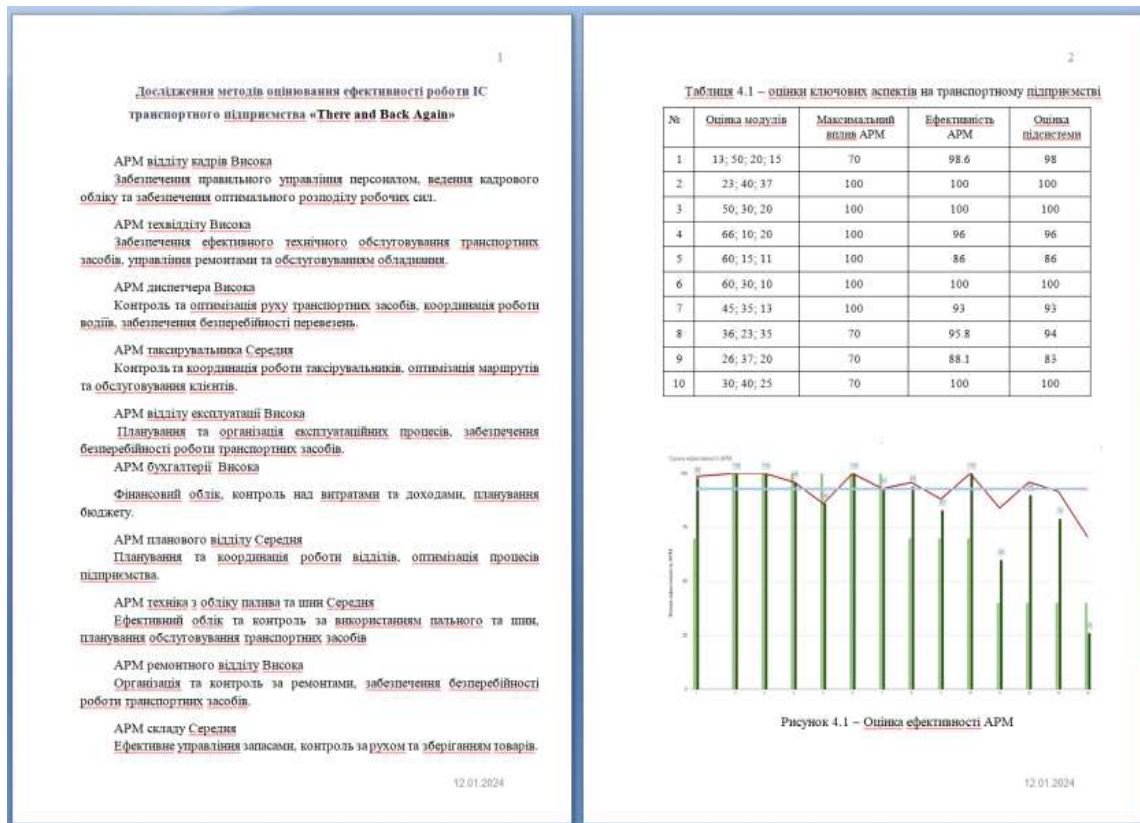 1
Дослідження методів оцінювання ефективності роботи ІС
транспортного підприємства «There and Back Again»
АРМ відділу кадрів Висока
Забезпечення правильного управління персоналом, ведення кадрового
обліку та забезпечення оптимального розподілу робочих сил.
АРМ техвідділу Висока
Забезпечення ефективного технічного обслуговування транспортних
засобів, управління ремонтами та обслуговуванням обладнання.
АРМ диспетчера Висока
Контроль та оптимізація руху транспортних засобів, координація роботи
водіїв, забезпечення безперебійності перевезень.
АРМ таксирувальника Середня
Контроль та координація роботи таксірувальників, оптимізація маршрутів
та обслуговування клієнтів.
АРМ відділу експлуатації Висока
Планування та організація експлуатаційних процесів, забезпечення
безперебійності роботи транспортних засобів.
АРМ бухгалтерії Висока
Фінансовий облік, контроль над витратами та доходами, планування
бюджету.
АРМ планового відділу Середня
Планування та координація роботи відділів, оптимізація процесів
підприємства.
АРМ техніка з обліку палива та шин Середня
Ефективний облік та контроль за використанням пального та шин,
планування обслуговування транспортних засобів
АРМ ремонтного відділу Висока
Організація та контроль за ремонтами, забезпечення безперебійності
роботи транспортних засобів.
АРМ складу Середня
Ефективне управління запасами, контроль за рухом та зберіганням товарів.
12.01.2024
2
Таблиця 4.1 – оцінки ключових аспектів на транспортному підприємстві
№ Оцінка модулів Максимальний вплив АРМ Ефективність АРМ Оцінка підсистеми
1 13; 50; 20; 15 70 98.6 98
2 23; 40; 37 100 100 100
3 50; 30; 20 100 100 100
4 66; 10; 20 100 96 96
5 60; 15; 11 100 86 86
6 60; 30; 10 100 100 100
7 45; 35; 13 100 93 93
8 36; 23; 35 70 95.8 94
9 26; 37; 20 70 88.1 83
10 30; 40; 25 70 100 100
Рисунок 4.1 – Оцінка ефективності АРМ
12.01.2024